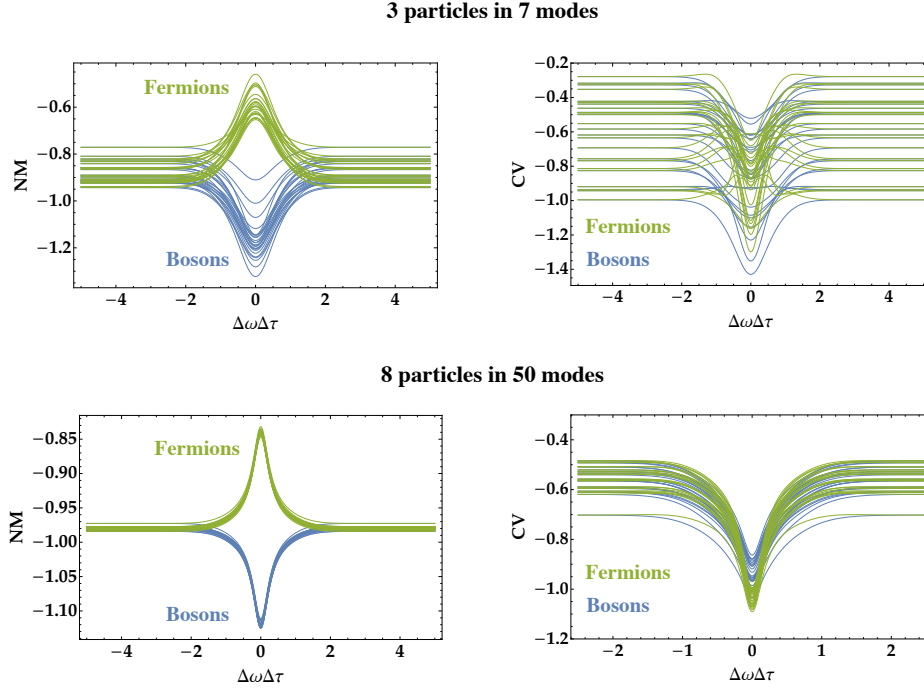 3 particles in 7 modes
Fermions
Bosons
NM
−0.6
−0.8
−1.0
−1.2
−4
−2
0
2
4
ΔωΔτ
Fermions
Bosons
CV
−0.2
−0.4
−0.6
−0.8
−1.0
−1.2
−1.4
−4
−2
0
2
4
ΔωΔτ
8 particles in 50 modes
Fermions
Bosons
NM
−0.85
−0.90
−0.95
−1.00
−1.05
−1.10
−4
−2
0
2
4
ΔωΔτ
Fermions
Bosons
CV
−0.4
−0.6
−0.8
−1.0
−1.2
−2
−1
0
1
2
ΔωΔτ